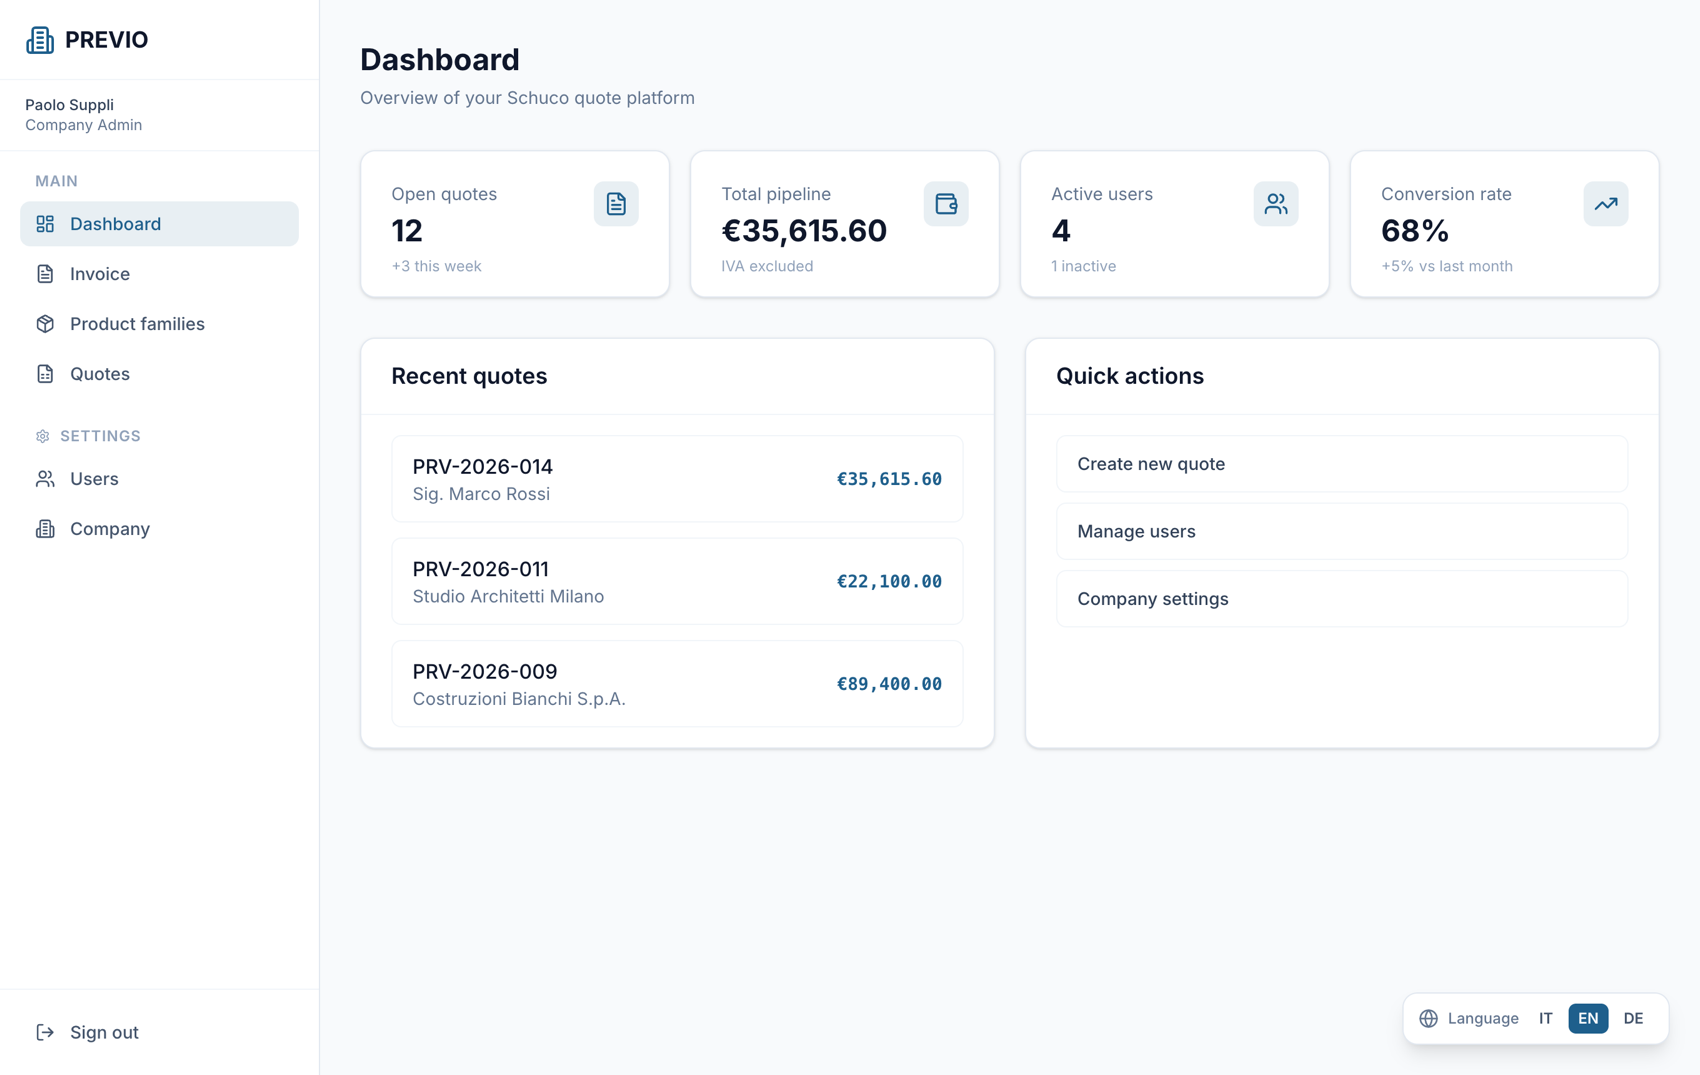 PREVIO
Paolo Suppli
Company Admin
MAIN
Dashboard
Invoice
Product families
Quotes
SETTINGS
Users
Company
Sign out
Dashboard
Overview of your Schuco quote platform
Open quotes
12
+3 this week
Total pipeline
€35,615.60
IVA excluded
Active users
4
1 inactive
Conversion rate
68%
+5% vs last month
Recent quotes
PRV-2026-014
Sig. Marco Rossi
€35,615.60
PRV-2026-011
Studio Architetti Milano
€22,100.00
PRV-2026-009
Costruzioni Bianchi S.p.A.
€89,400.00
Quick actions
Create new quote
Manage users
Company settings
Language IT EN DE